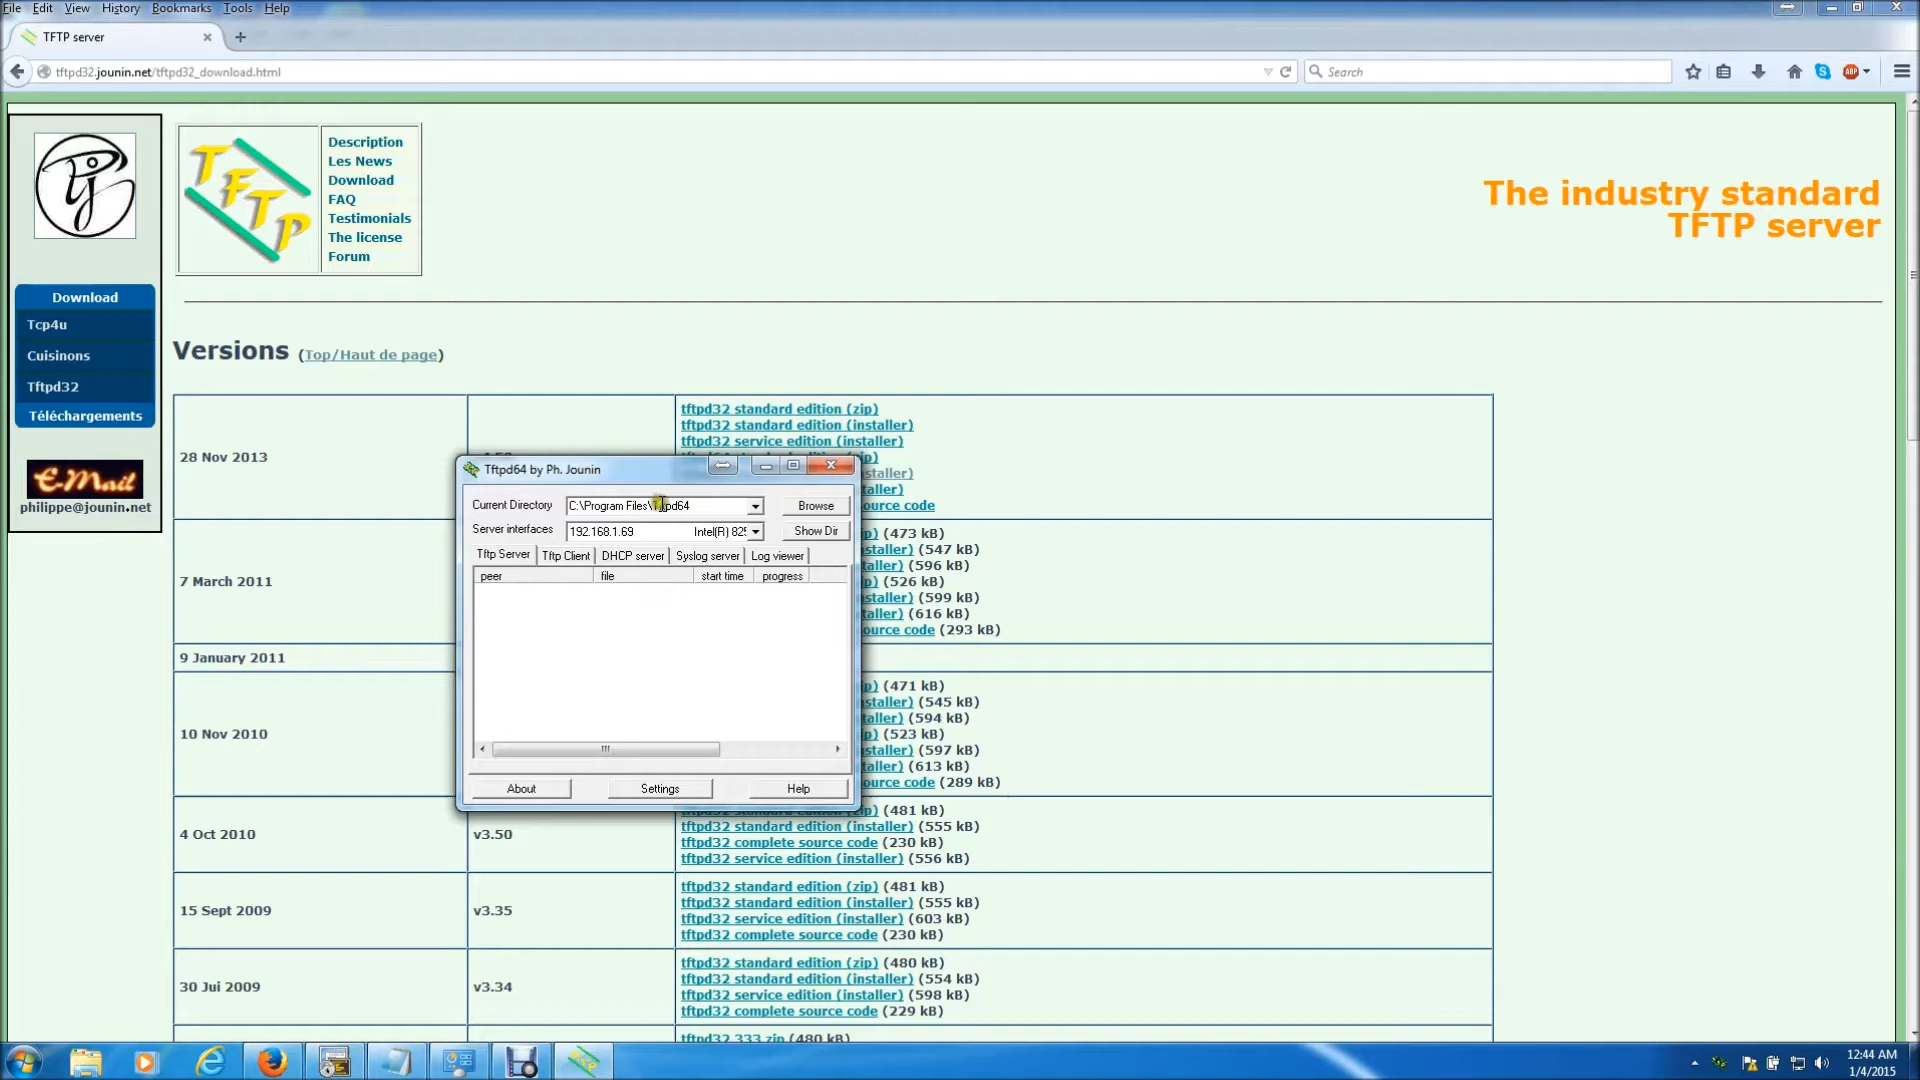 File Edit View History Bookmarks Tools Help
TFTP server
tftpd32.jounin.net/tftpd32_download.html
Search
ABP
TFTP
Description
Les News
Download
FAQ
Testimonials
The license
Forum
The industry standard
TFTP server
Download
Tcp4u
Cuisinons
Tftpd32
Téléchargements
E-Mail
philippe@jounin.net
Versions (Top/Haut de page)
28 Nov 2013
tftpd32 standard edition (zip)
tftpd32 standard edition (installer)
tftpd32 service edition (installer)
7 March 2011
(473 kB)
(547 kB)
(596 kB)
(526 kB)
(599 kB)
(616 kB)
(293 kB)
9 January 2011
10 Nov 2010
(471 kB)
(545 kB)
(594 kB)
(523 kB)
(597 kB)
(613 kB)
(289 kB)
Tftpd64 by Ph. Jounin
Current Directory C:\Program Files\ Browse
Server interfaces 192.168.1.69 Intel(R) Show Dir
Tftp Server Tftp Client DHCP server Syslog server Log viewer
peer file start time progress
About Settings Help
4 Oct 2010 v3.50
(481 kB)
tftpd32 standard edition (installer) (555 kB)
tftpd32 complete source code (230 kB)
tftpd32 service edition (installer) (556 kB)
15 Sept 2009 v3.35
tftpd32 standard edition (zip) (481 kB)
tftpd32 standard edition (installer) (555 kB)
tftpd32 service edition (installer) (603 kB)
tftpd32 complete source code (230 kB)
30 Jui 2009 v3.34
tftpd32 standard edition (zip) (480 kB)
tftpd32 standard edition (installer) (554 kB)
tftpd32 service edition (installer) (598 kB)
tftpd32 complete source code (229 kB)
tftpd32.333.zip (480 kB)
12:44 AM
1/4/2015